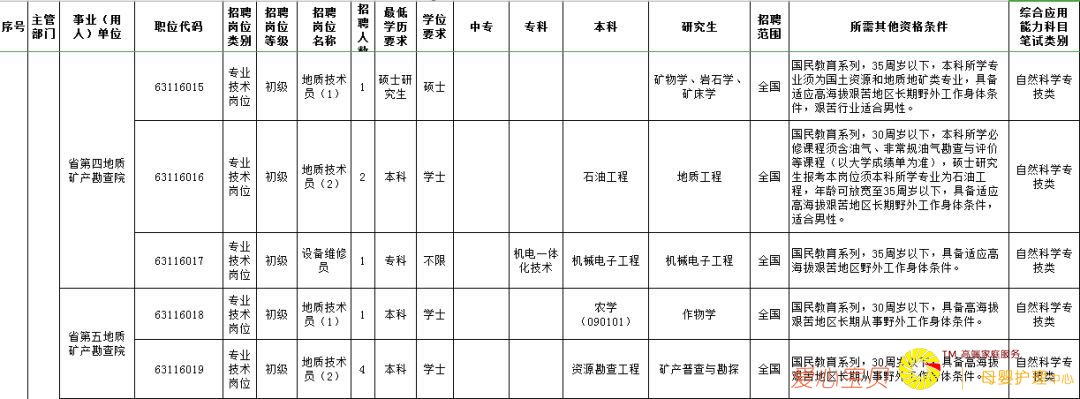 序号
主管
部门
事业（用
人）单位
职位代码
招聘
岗位
类别
招聘
岗位
等级
招聘
岗位
名称
招
聘
人
最低
学历
要求
学位
要求
中专
专科
本科
研究生
招聘
范围
所需其他资格条件
综合应用
能力科目
笔试类别
省第四地质
矿产勘查院
63116015
专业
技术
岗位
初级
地质技术
员（1）
1
硕士研
究生
硕士
矿物学、岩石学、
矿床学
全国
国民教育系列，35周岁以下，本科所学专
业须为国土资源和地质地矿类专业，具备
适应高海拔艰苦地区长期野外工作身体条
件，艰苦行业适合男性。
自然科学专
技类
63116016
专业
技术
岗位
初级
地质技术
员（2）
2
本科
学士
石油工程
地质工程
全国
国民教育系列，30周岁以下，本科所学必
修课程须含油气、非常规油气勘查与评价
等课程（以大学成绩单为准），硕士研究
生报考本岗位须本科所学专业为石油工
程，年龄可放宽至35周岁以下，具备适应
高海拔艰苦地区长期野外工作身体条件，
适合男性。
自然科学专
技类
63116017
专业
技术
岗位
初级
设备维修
员
1
专科
不限
机电一体
化技术
机械电子工程
机械电子工程
全国
国民教育系列，35周岁以下，具备适应高
海拔艰苦地区野外工作身体条件。
自然科学专
技类
省第五地质
矿产勘查院
63116018
专业
技术
岗位
初级
地质技术
员（1）
1
本科
学士
农学
（090101）
作物学
全国
国民教育系列，30周岁以下，具备高海拔
艰苦地区长期从事野外工作身体条件。
自然科学专
技类
63116019
专业
技术
岗位
初级
地质技术
员（2）
4
本科
学士
资源勘查工程
矿产普查与勘探
全国
国民教育系列，30周岁以下，具备高海拔
艰苦地区长期从事野外工作身体条件。
自然科学专
技类
爱心宝贝
TM 高端家庭服务
母婴护理中心